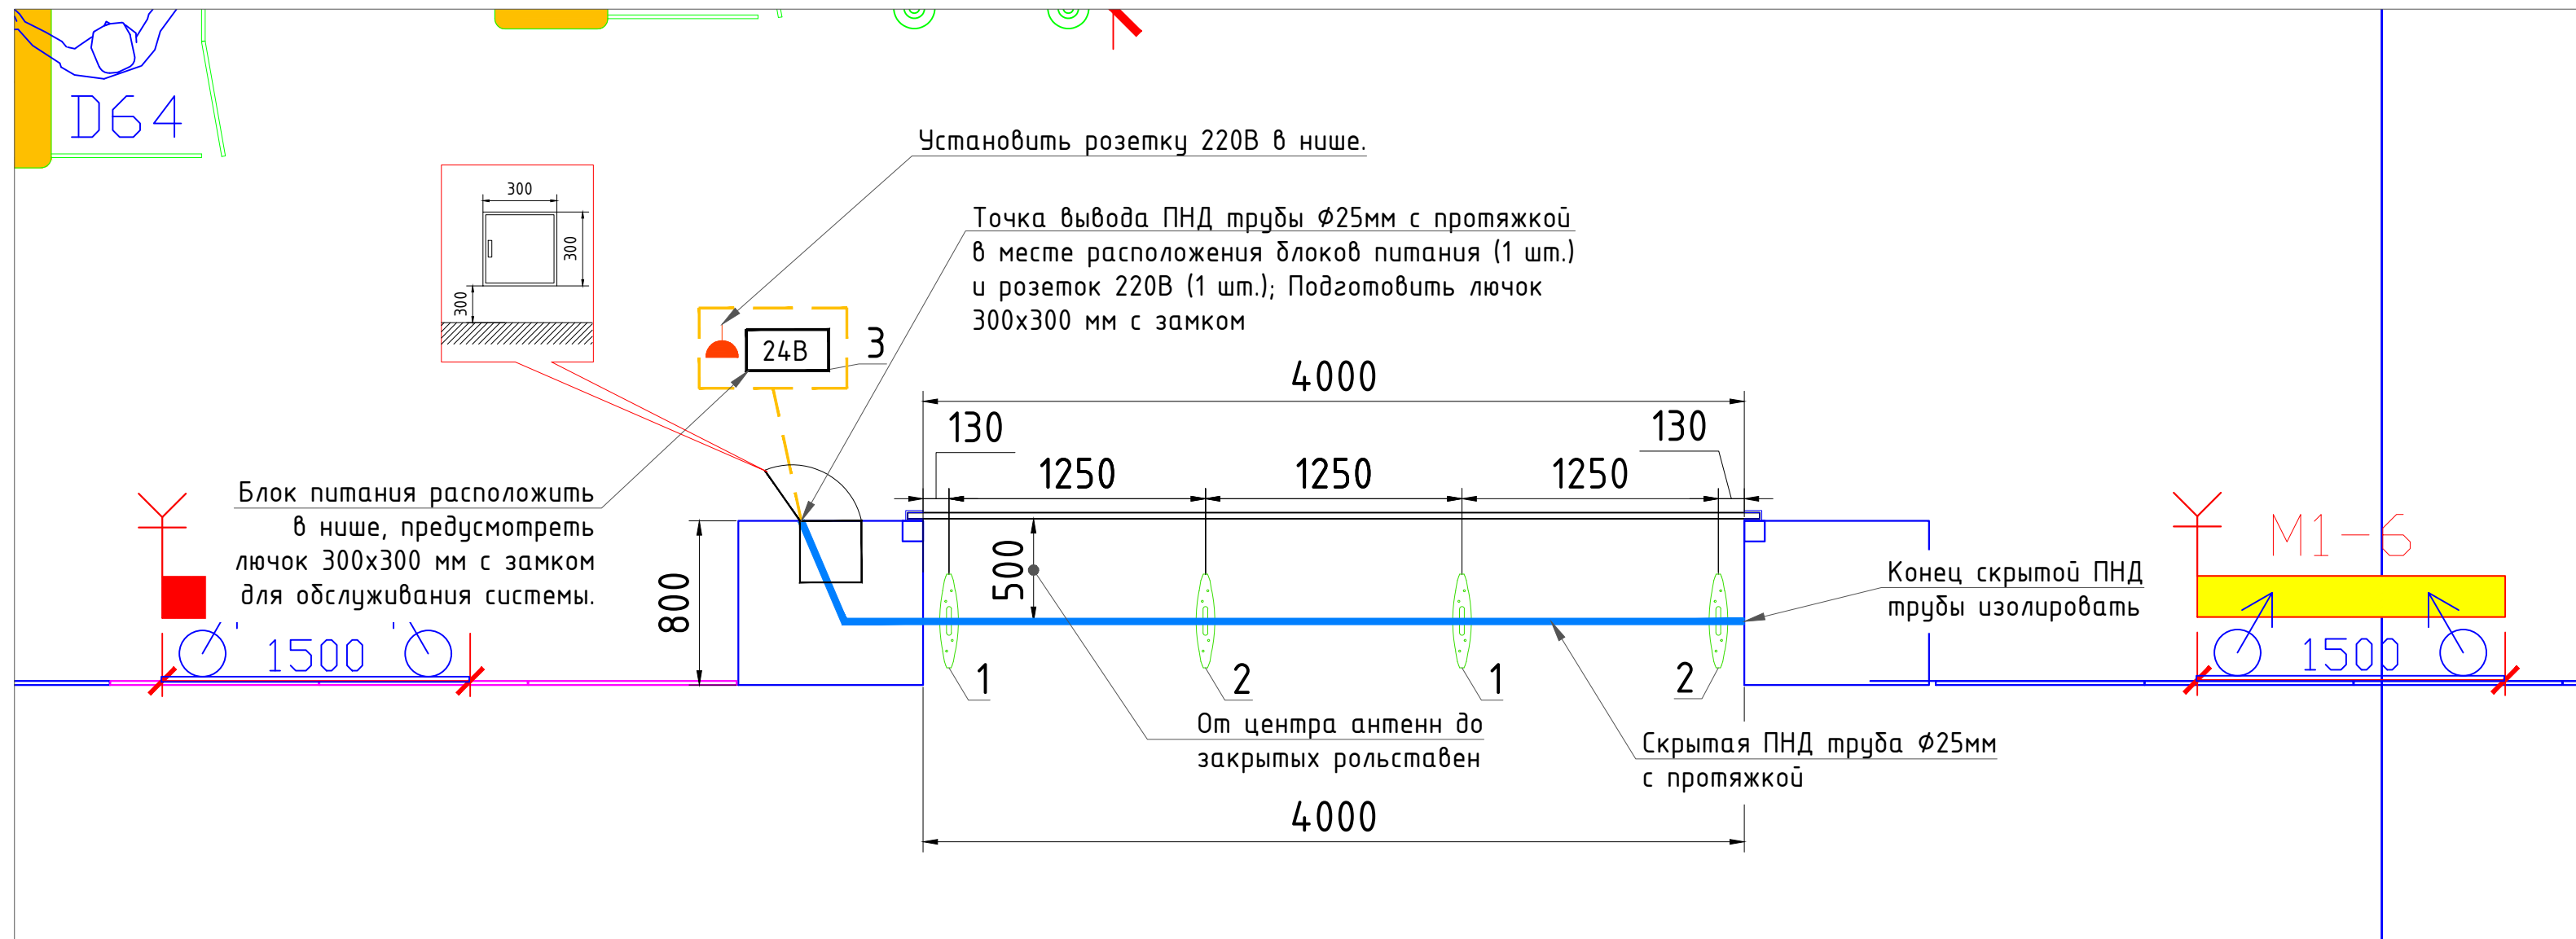 D64
Установить розетку 220В в нише.
300
300
300
Точка вывода ПНД трубы Ф25мм с протяжкой
в месте расположения блоков питания (1 шт.)
и розеток 220В (1 шт.); Подготовить лючок
300х300 мм с замком
24В
3
4000
130
130
1250
1250
1250
Блок питания расположить
в нише, предусмотреть
лючок 300х300 мм с замком
для обслуживания системы.
800
500
М1-6
Конец скрытой ПНД
трубы изолировать
1500
1500
1
2
1
2
От центра антенн до
закрытых рольставен
Скрытая ПНД труба Ф25мм
с протяжкой
4000